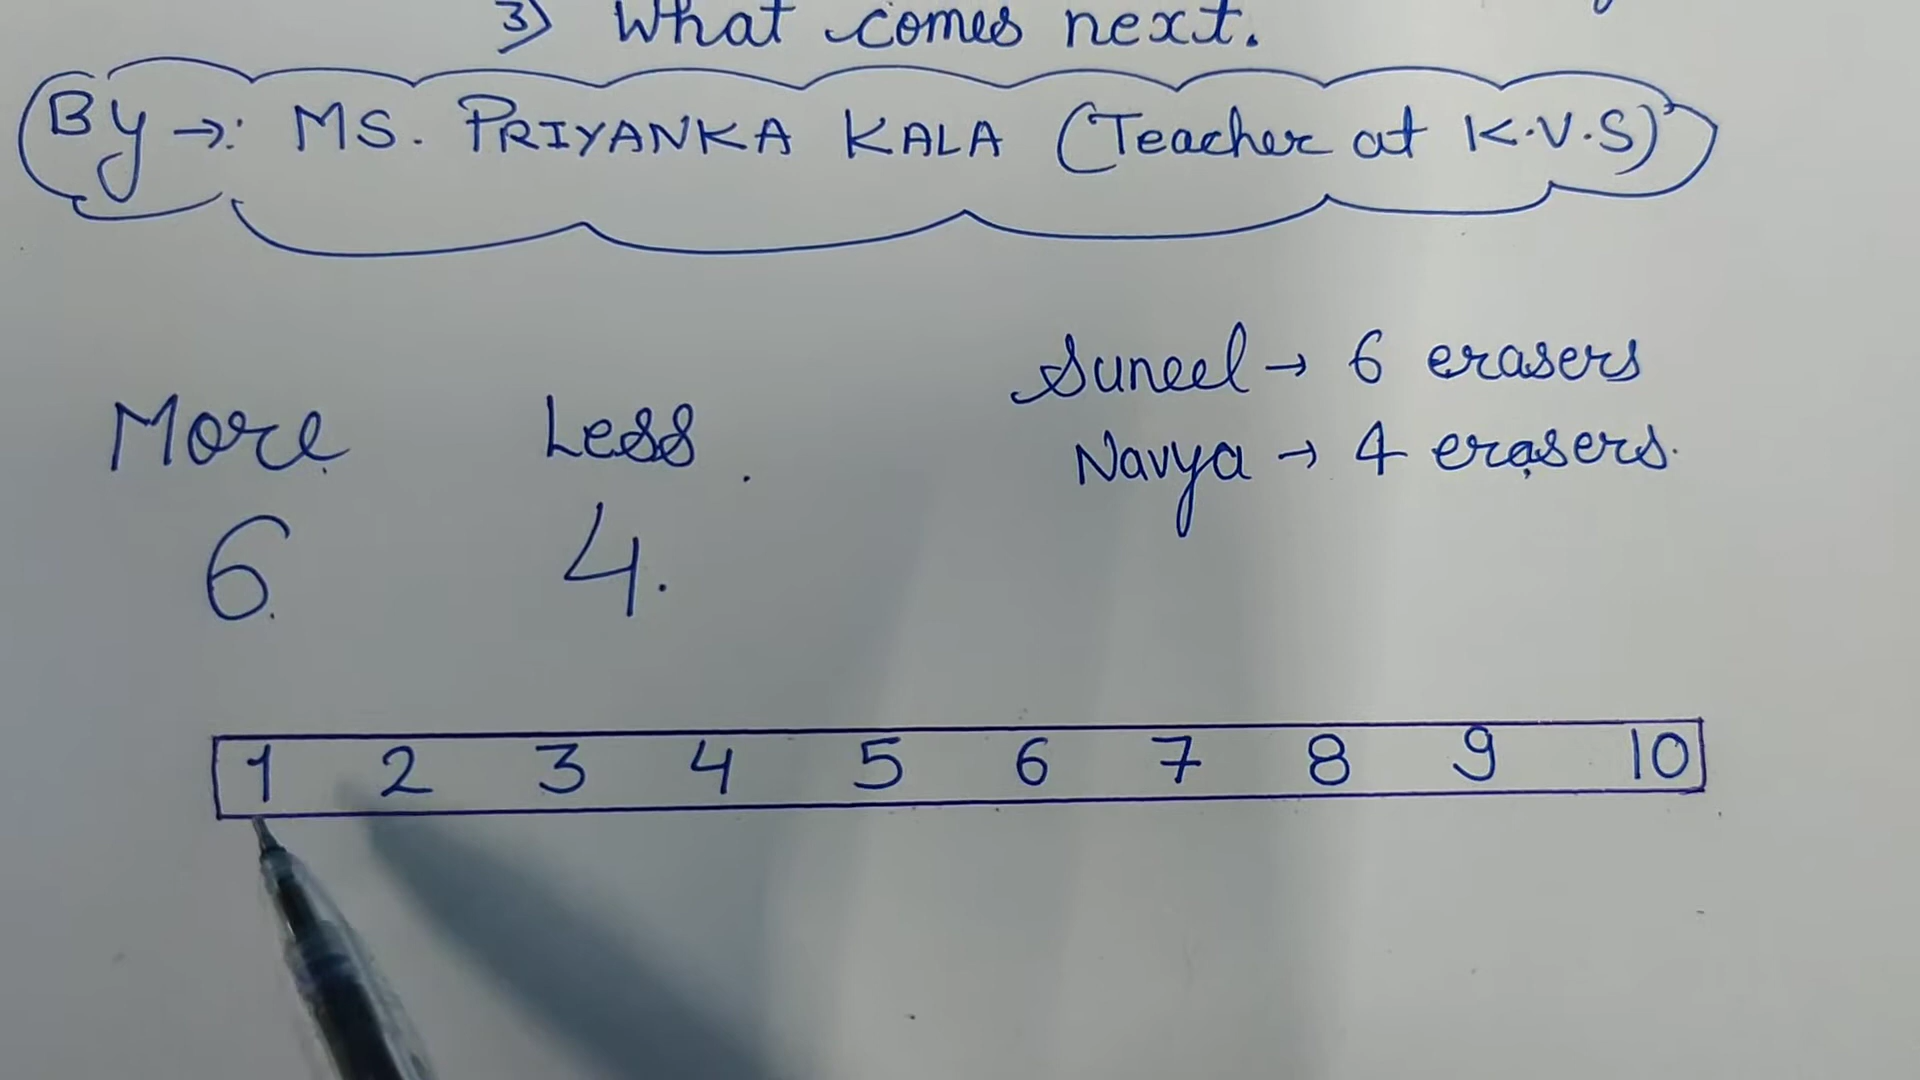 3) What comes next.
By →: MS. PRIYANKA KALA (Teacher at K.V.S)
Suneel → 6 erasers
Navya → 4 erasers.
More Less
6 4.
1 2 3 4 5 6 7 8 9 10